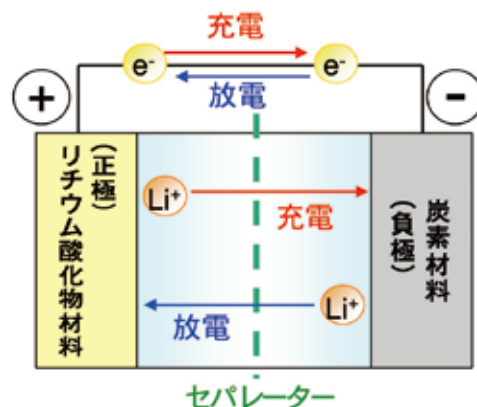 充電
e-
e-
放電
+
-
リチウム酸化物材料
(正極)
Li+
充電
炭素材料
(負極)
放電
Li+
セパレーター